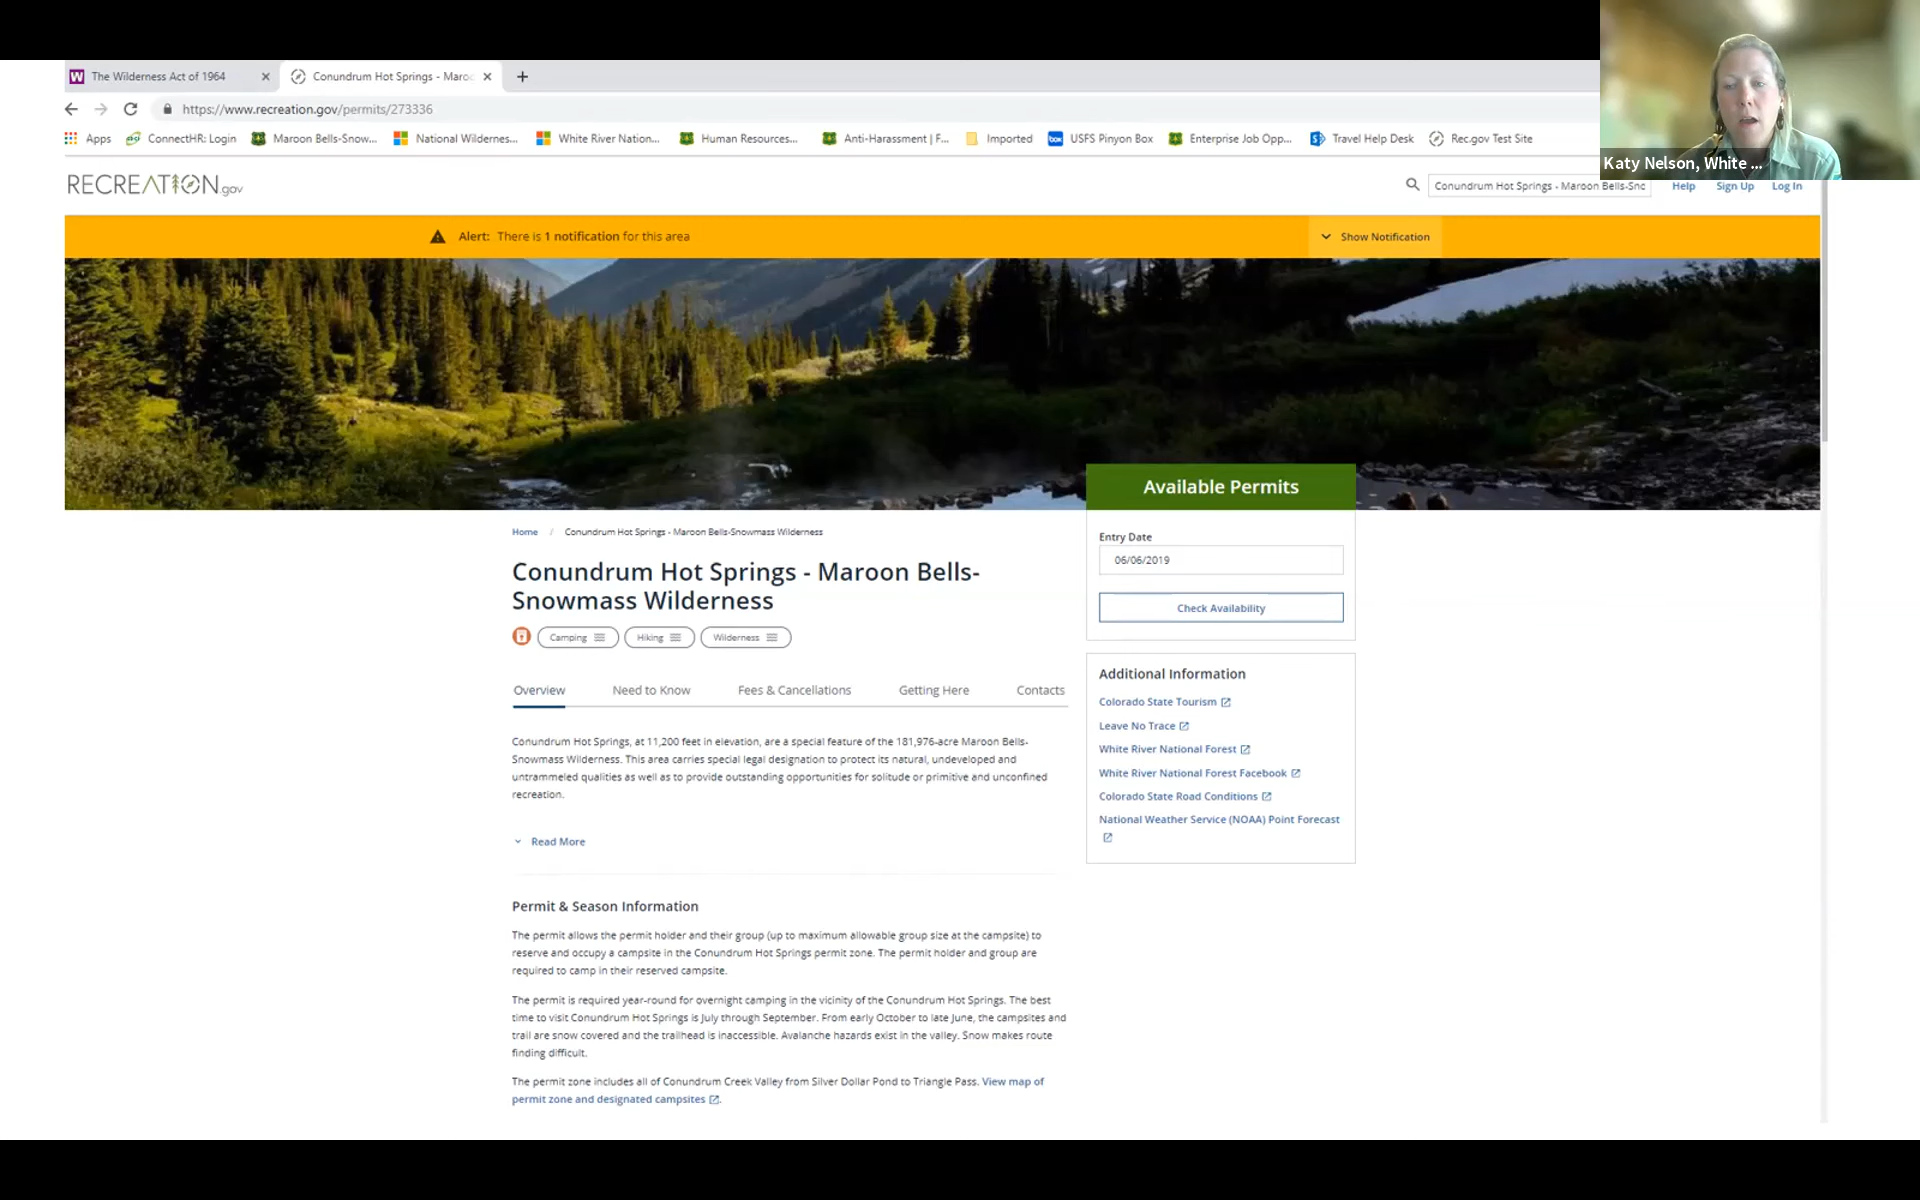 The Wilderness Act of 1964
Conundrum Hot Springs - Maroc
https://www.recreation.gov/permits/273336
Apps
ConnectHR: Login
Maroon Bells-Snow...
National Wildernes...
White River Nation...
Human Resources...
Anti-Harassment | F...
Imported
USFS Pinyon Box
Enterprise Job Opp...
Travel Help Desk
Rec.gov Test Site
Katy Nelson, White ...
RECREATION.gov
Conundrum Hot Springs - Maroon Bells-Snc
Help
Sign Up
Log In
Alert: There is 1 notification for this area
Show Notification
Available Permits
Entry Date
06/06/2019
Check Availability
Home / Conundrum Hot Springs - Maroon Bells-Snowmass Wilderness
Conundrum Hot Springs - Maroon Bells-
Snowmass Wilderness
Camping
Hiking
Wilderness
Overview
Need to Know
Fees & Cancellations
Getting Here
Contacts
Conundrum Hot Springs, at 11,200 feet in elevation, are a special feature of the 181,976-acre Maroon Bells-
Snowmass Wilderness. This area carries special legal designation to protect its natural, undeveloped and
untrammeled qualities as well as to provide outstanding opportunities for solitude or primitive and unconfined
recreation.
Read More
Additional Information
Colorado State Tourism
Leave No Trace
White River National Forest
White River National Forest Facebook
Colorado State Road Conditions
National Weather Service (NOAA) Point Forecast
Permit & Season Information
The permit allows the permit holder and their group (up to maximum allowable group size at the campsite) to
reserve and occupy a campsite in the Conundrum Hot Springs permit zone. The permit holder and group are
required to camp in their reserved campsite.
The permit is required year-round for overnight camping in the vicinity of the Conundrum Hot Springs. The best
time to visit Conundrum Hot Springs is July through September. From early October to late June, the campsites and
trail are snow covered and the trailhead is inaccessible. Avalanche hazards exist in the valley. Snow makes route
finding difficult.
The permit zone includes all of Conundrum Creek Valley from Silver Dollar Pond to Triangle Pass. View map of
permit zone and designated campsites.